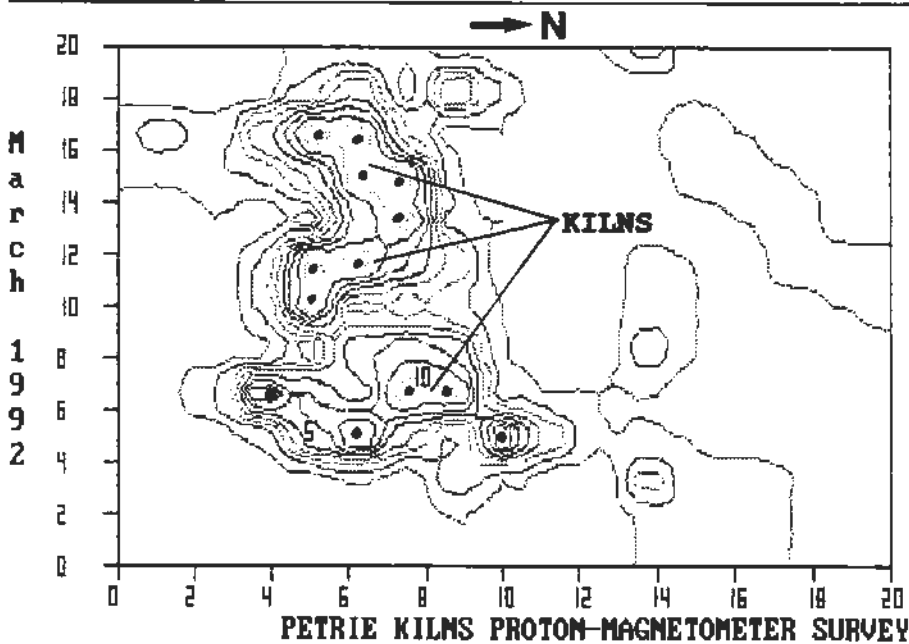 N
20
18
16
14
12
10
8
6
4
2
0
March 1992
KILNS
10
5
0 2 4 6 8 10 12 14 16 18 20
PETRIE KILNS PROTON-MAGNETOMETER SURVEY